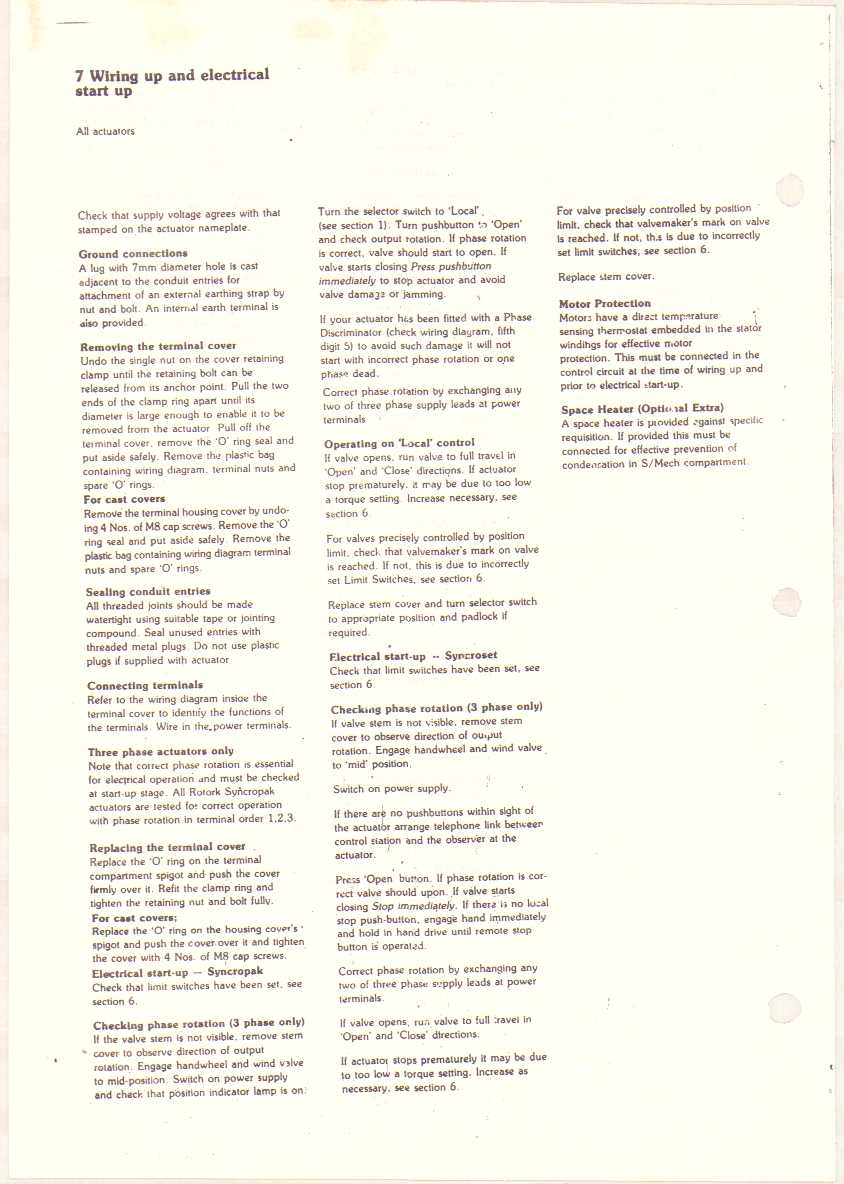 7 Wiring up and electrical
start up
All actuators
Check that supply voltage agrees with that
stamped on the actuator nameplate.
Ground connections
A lug with 7mm diameter hole is cast
adjacent to the conduit entries for
attachment of an external earthing strap by
nut and bolt. An internal earth terminal is
also provided.
Removing the terminal cover
Undo the single nut on the cover retaining
clamp until the retaining bolt can be
released from its anchor point. Pull the two
ends of the clamp ring apart until its
diameter is large enough to enable it to be
removed from the actuator. Pull off the
terminal cover, remove the 'O' ring seal and
put aside safely. Remove the plastic bag
containing wiring diagram, terminal nuts and
spare 'O' rings.
For cast covers
Remove the terminal housing cover by undo-
ing 4 Nos. of M8 cap screws. Remove the 'O'
ring seal and put aside safely. Remove the
plastic bag containing wiring diagram terminal
nuts and spare 'O' rings.
Sealing conduit entries
All threaded joints should be made
watertight using suitable tape or jointing
compound. Seal unused entries with
threaded metal plugs. Do not use plastic
plugs if supplied with actuator
Connecting terminals
Refer to the wiring diagram inside the
terminal cover to identify the functions of
the terminals. Wire in the power terminals.
Three phase actuators only
Note that correct phase rotation is essential
for electrical operation and must be checked
at start-up stage. All Rotork Syncropak
actuators are tested for correct operation
with phase rotation in terminal order 1,2,3.
Replacing the terminal cover
Replace the 'O' ring on the terminal
compartment spigot and push the cover
firmly over it. Refit the clamp ring and
tighten the retaining nut and bolt fully.
For cast covers;
Replace the 'O' ring on the housing cover's
spigot and push the cover over it and tighten
the cover with 4 Nos. of M8 cap screws.
Electrical start-up – Syncropak
Check that limit switches have been set, see
section 6.
Checking phase rotation (3 phase only)
If the valve stem is not visible, remove stem
cover to observe direction of output
rotation. Engage handwheel and wind valve
to mid-position. Switch on power supply
and check that position indicator lamp is on.
Turn the selector switch to 'Local'
(see section 1). Turn pushbutton to 'Open'
and check output rotation. If phase rotation
is correct, valve should start to open. If
valve starts closing Press pushbutton
immediately to stop actuator and avoid
valve damage or jamming.
If your actuator has been fitted with a Phase
Discriminator (check wiring diagram, fifth
digit 5) to avoid such damage it will not
start with incorrect phase rotation or one
phase dead.
Correct phase rotation by exchanging any
two of three phase supply leads at power
terminals
Operating on 'Local' control
If valve opens, run valve to full travel in
'Open' and 'Close' directions. If actuator
stop prematurely, it may be due to too low
a torque setting. Increase necessary, see
section 6
For valves precisely controlled by position
limit, check that valvemaker's mark on valve
is reached. If not, this is due to incorrectly
set Limit Switches, see section 6.
Replace stem cover and turn selector switch
to appropriate position and padlock if
required.
Electrical start-up – Syncroset
Check that limit switches have been set, see
section 6
Checking phase rotation (3 phase only)
If valve stem is not visible, remove stem
cover to observe direction of output
rotation. Engage handwheel and wind valve
to 'mid' position.
Switch on power supply.
If there are no pushbuttons within sight of
the actuator arrange telephone link between
control station and the observer at the
actuator.
Press 'Open' button. If phase rotation is cor-
rect valve should upon. If valve starts
closing Stop immediately. If there is no local
stop push-button, engage hand immediately
and hold in hand drive until remote stop
button is operated.
Correct phase rotation by exchanging any
two of three phase supply leads at power
terminals.
If valve opens, run valve to full travel in
'Open' and 'Close' directions.
If actuator stops prematurely it may be due
to too low a torque setting. Increase as
necessary, see section 6.
For valve precisely controlled by position
limit, check that valvemaker's mark on valve
is reached. If not, this is due to incorrectly
set limit switches, see section 6.
Replace stem cover.
Motor Protection
Motors have a direct temperature
sensing thermostat embedded in the stator
windings for effective motor
protection. This must be connected in the
control circuit at the time of wiring up and
prior to electrical start-up.
Space Heater (Optional Extra)
A space heater is provided against specific
requisition. If provided this must be
connected for effective prevention of
condensation in S/Mech compartment.